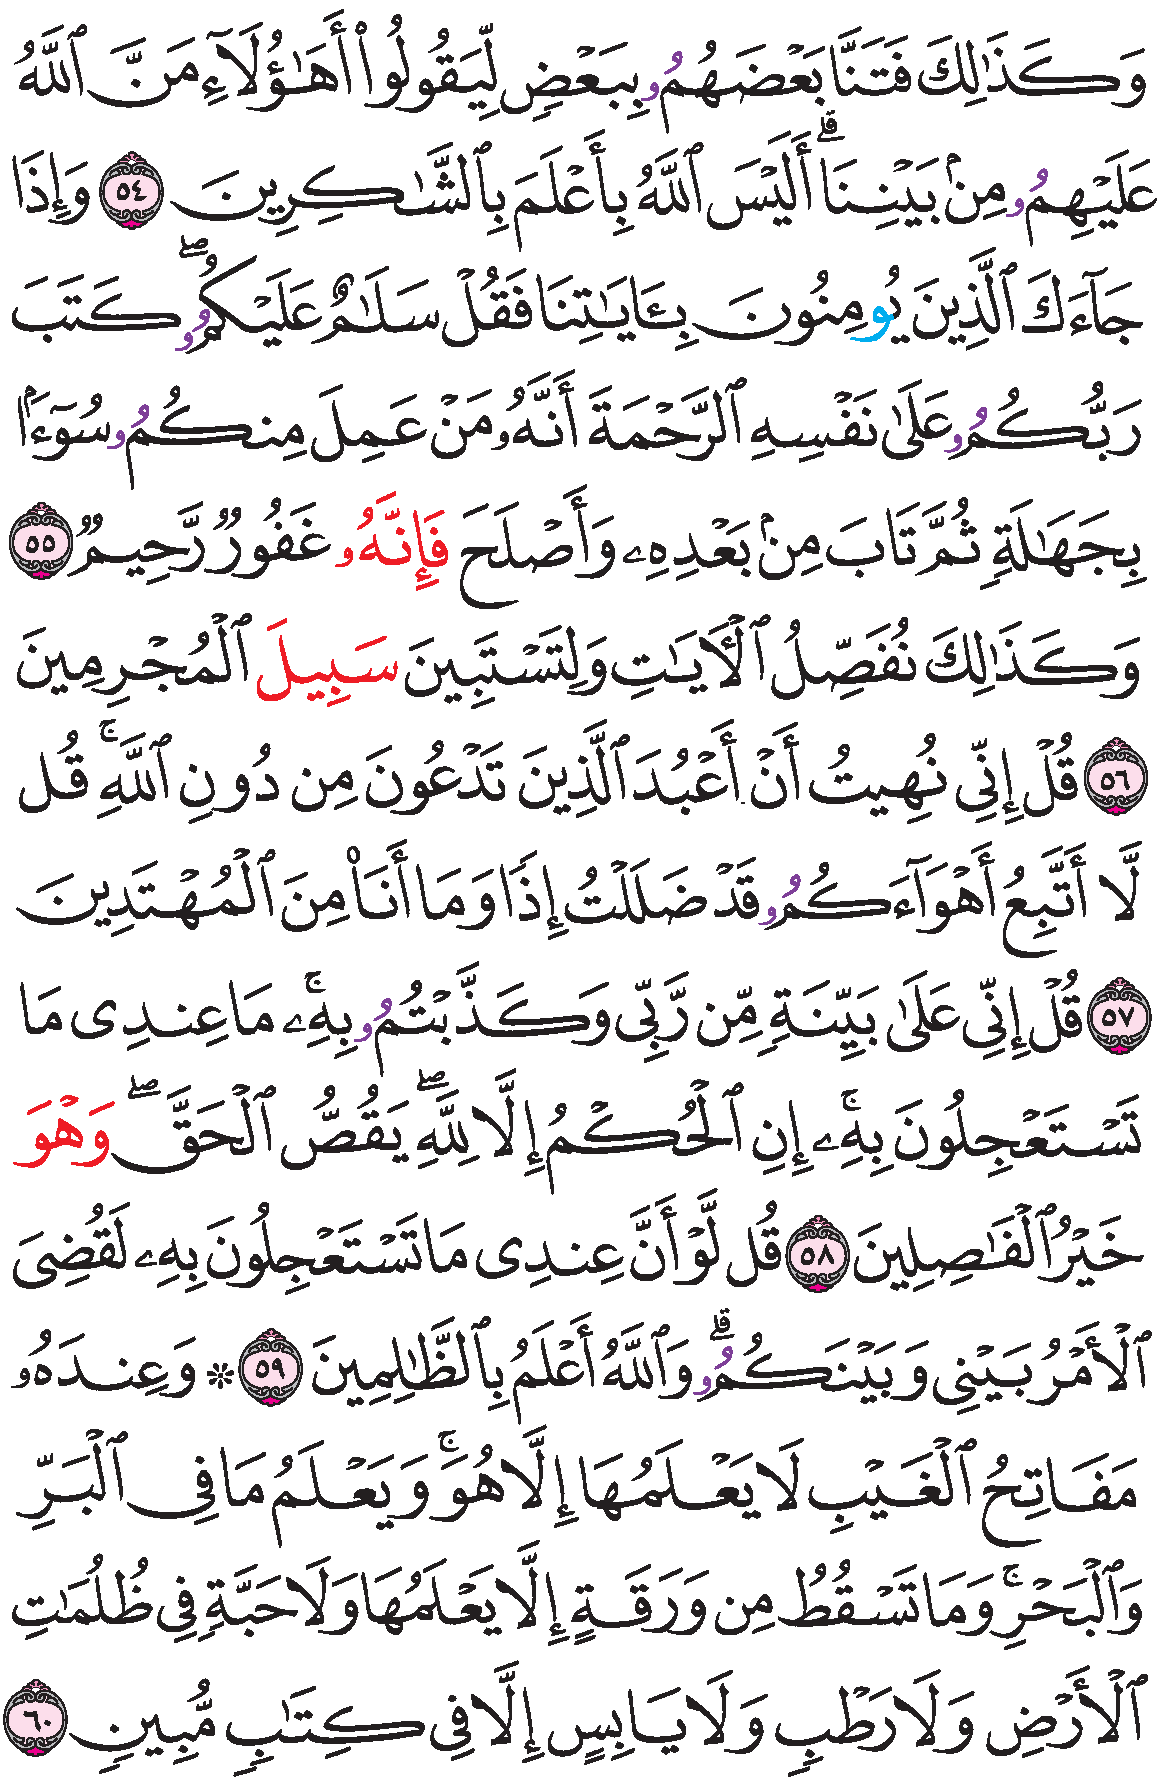 وَكَذَٰلِكَ فَتَنَّا بَعْضَهُمُۥ بِبَعْضٍ لِّيَقُولُوٓا۟ أَهَٰٓؤُلَآءِ مَنَّ ٱللَّهُ
عَلَيْهِمُۥ مِنۢ بَيْنِنَآ ۗ أَلَيْسَ ٱللَّهُ بِأَعْلَمَ بِٱلشَّٰكِرِينَ ٥٤ وَإِذَا
جَآءَكَ ٱلَّذِينَ يُومِنُونَ بِـَٔايَٰتِنَا فَقُلْ سَلَٰمٌ عَلَيْكُمُۥ ۖ كَتَبَ
رَبُّكُمُۥ عَلَىٰ نَفْسِهِ ٱلرَّحْمَةَ أَنَّهُۥ مَنْ عَمِلَ مِنكُمُۥ سُوٓءَۢا
بِجَهَٰلَةٍ ثُمَّ تَابَ مِنۢ بَعْدِهِۦ وَأَصْلَحَ فَإِنَّهُۥ غَفُورٌ رَّحِيمٌ ٥٥
وَكَذَٰلِكَ نُفَصِّلُ ٱلْأٓيَٰتِ وَلِتَسْتَبِينَ سَبِيلَ ٱلْمُجْرِمِينَ
٥٦ قُلْ إِنِّي نُهِيتُ أَنْ أَعْبُدَ ٱلَّذِينَ تَدْعُونَ مِن دُونِ ٱللَّهِ ۚ قُل
لَّا أَتَّبِعُ أَهْوَآءَكُمُۥ قَدْ ضَلَلْتُ إِذًا وَمَا أَنَا۠ مِنَ ٱلْمُهْتَدِينَ
٥٧ قُلْ إِنِّي عَلَىٰ بَيِّنَةٍ مِّن رَّبِّي وَكَذَّبْتُمُۥ بِهِۦ ۚ مَا عِندِى مَا
تَسْتَعْجِلُونَ بِهِۦ ۚ إِنِ ٱلْحُكْمُ إِلَّا لِلَّهِ ۖ يَقُصُّ ٱلْحَقَّ ۖ وَهْوَ
خَيْرُ ٱلْفَٰصِلِينَ ٥٨ قُل لَّوْ أَنَّ عِندِى مَا تَسْتَعْجِلُونَ بِهِۦ لَقُضِىَ
ٱلْأَمْرُ بَيْنِى وَبَيْنَكُمُۥ ۗ وَٱللَّهُ أَعْلَمُ بِٱلظَّٰلِمِينَ ٥٩ ۞ وَعِندَهُۥ
مَفَاتِحُ ٱلْغَيْبِ لَا يَعْلَمُهَا إِلَّا هُوَ ۚ وَيَعْلَمُ مَا فِى ٱلْبَرِّ
وَٱلْبَحْرِ ۚ وَمَا تَسْقُطُ مِن وَرَقَةٍ إِلَّا يَعْلَمُهَا وَلَا حَبَّةٍ فِى ظُلُمَٰتِ
ٱلْأَرْضِ وَلَا رَطْبٍ وَلَا يَابِسٍ إِلَّا فِى كِتَٰبٍ مُّبِينٍ ٦٠